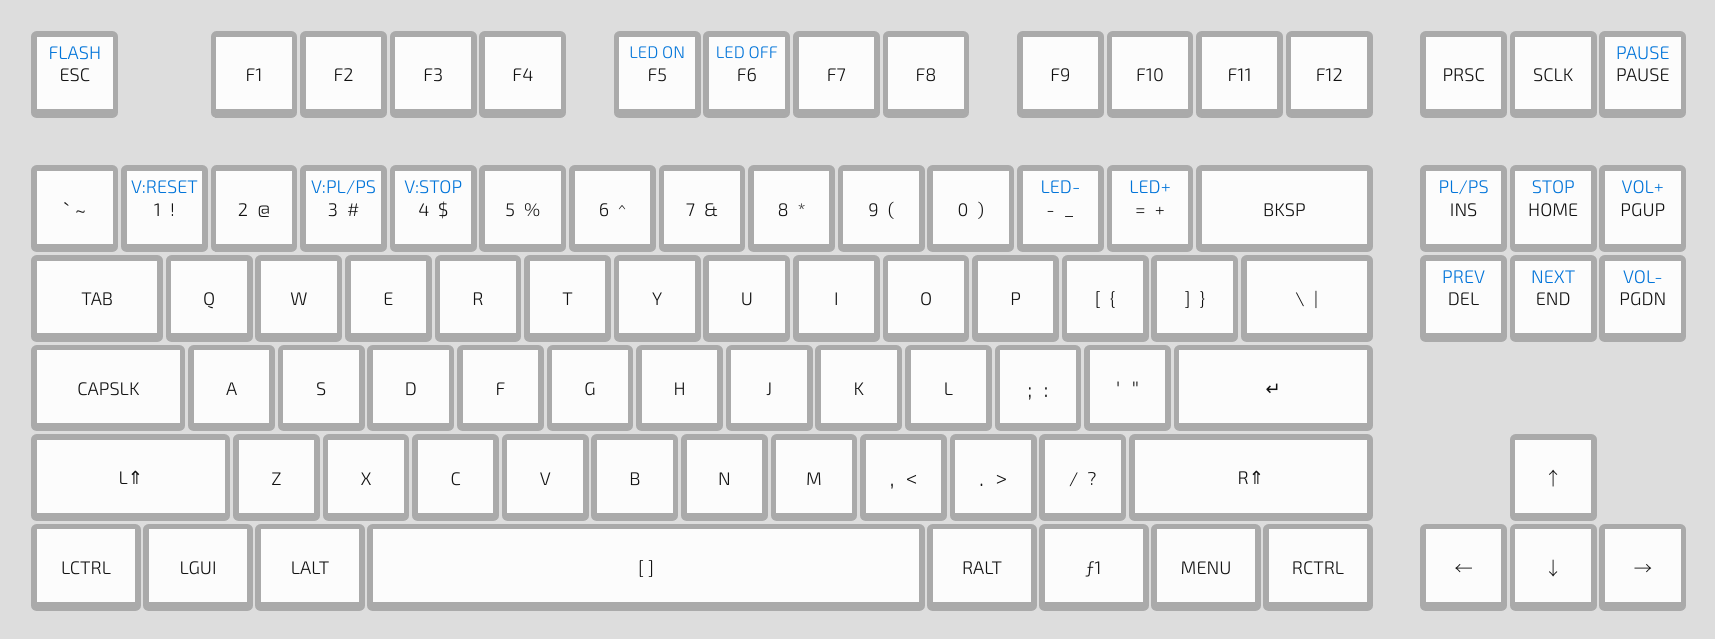 FLASH LED ON LED OFF PAUSE
ESC F1 F2 F3 F4 F5 F6 F7 F8 F9 F10 F11 F12 PRSC SCLK PAUSE
V:RESET V:PL/PS V:STOP LED- LED+ PL/PS STOP VOL+
` ~ 1 ! 2 @ 3 # 4 $ 5 % 6 ^ 7 & 8 * 9 ( 0 ) - _ = + BKSP INS HOME PGUP
PREV NEXT VOL-
TAB Q W E R T Y U I O P [ { ] } \ | DEL END PGDN
CAPSLK A S D F G H J K L ; : ' " ↵
L⇑ Z X C V B N M , < . > / ? R⇑ ↑
LCTRL LGUI LALT [ ] RALT ƒ1 MENU RCTRL ← ↓ →